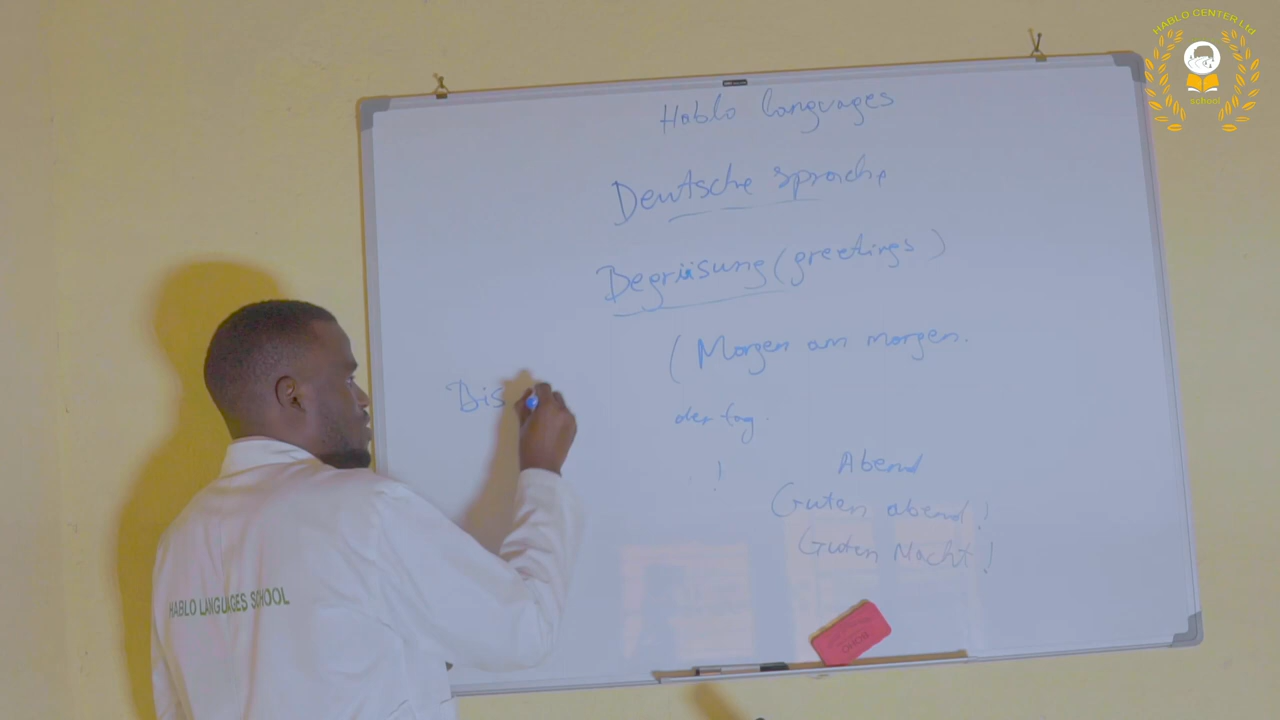 HABLO CENTER Ltd
school
Hablo languages
Deutsche sprache
Begrüsung (greetings)
(Morgen am morgen.
Bis
der tag.
!
Abend
Guten abend!
Guten Nacht!
HABLO LANGUAGES SCHOOL